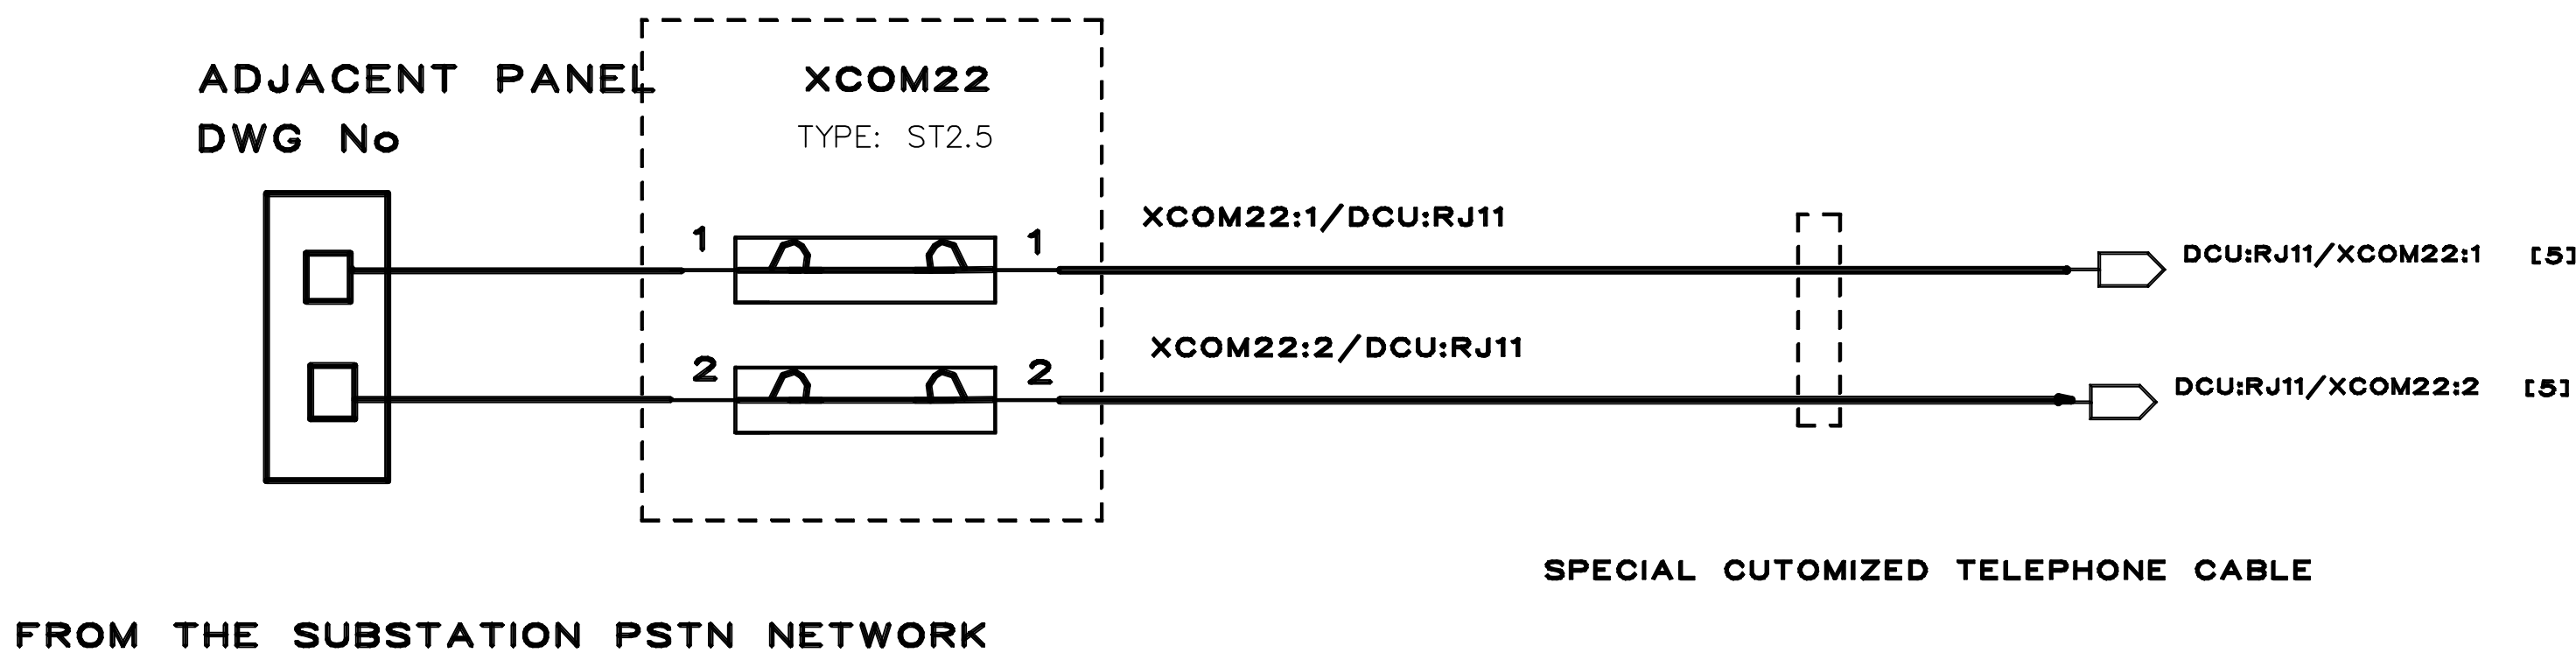 ADJACENT PANEL
DWG No
XCOM22
TYPE: ST2.5
1
1
XCOM22:1/DCU:RJ11
DCU:RJ11/XCOM22:1 [5]
2
2
XCOM22:2/DCU:RJ11
DCU:RJ11/XCOM22:2 [5]
SPECIAL CUTOMIZED TELEPHONE CABLE
FROM THE SUBSTATION PSTN NETWORK